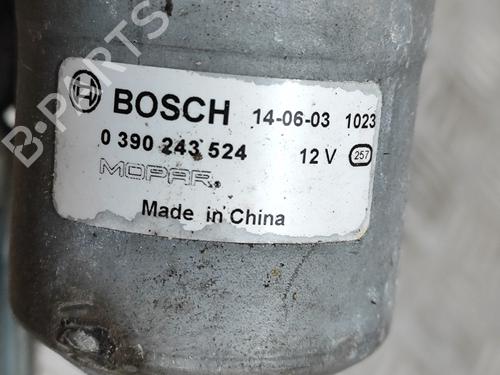 BOSCH 14-06-03 1023
0 390 243 524 12 V 257
MOPAR
Made in China
B-PARTS